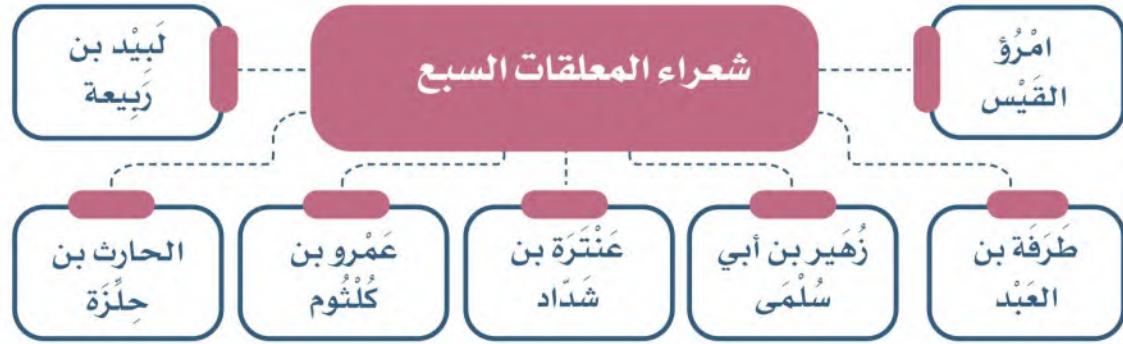 شعراء المعلقات السبع
امْرُؤ
القَيْس
طَرَفَة بن
العَبْد
زُهَير بن أبي
سُلْمَى
عَنْتَرَة بن
شَدّاد
عَمْرو بن
كُلْثُوم
الحارث بن
حِلِّزَة
لَبِيْد بن
رَبِيعة